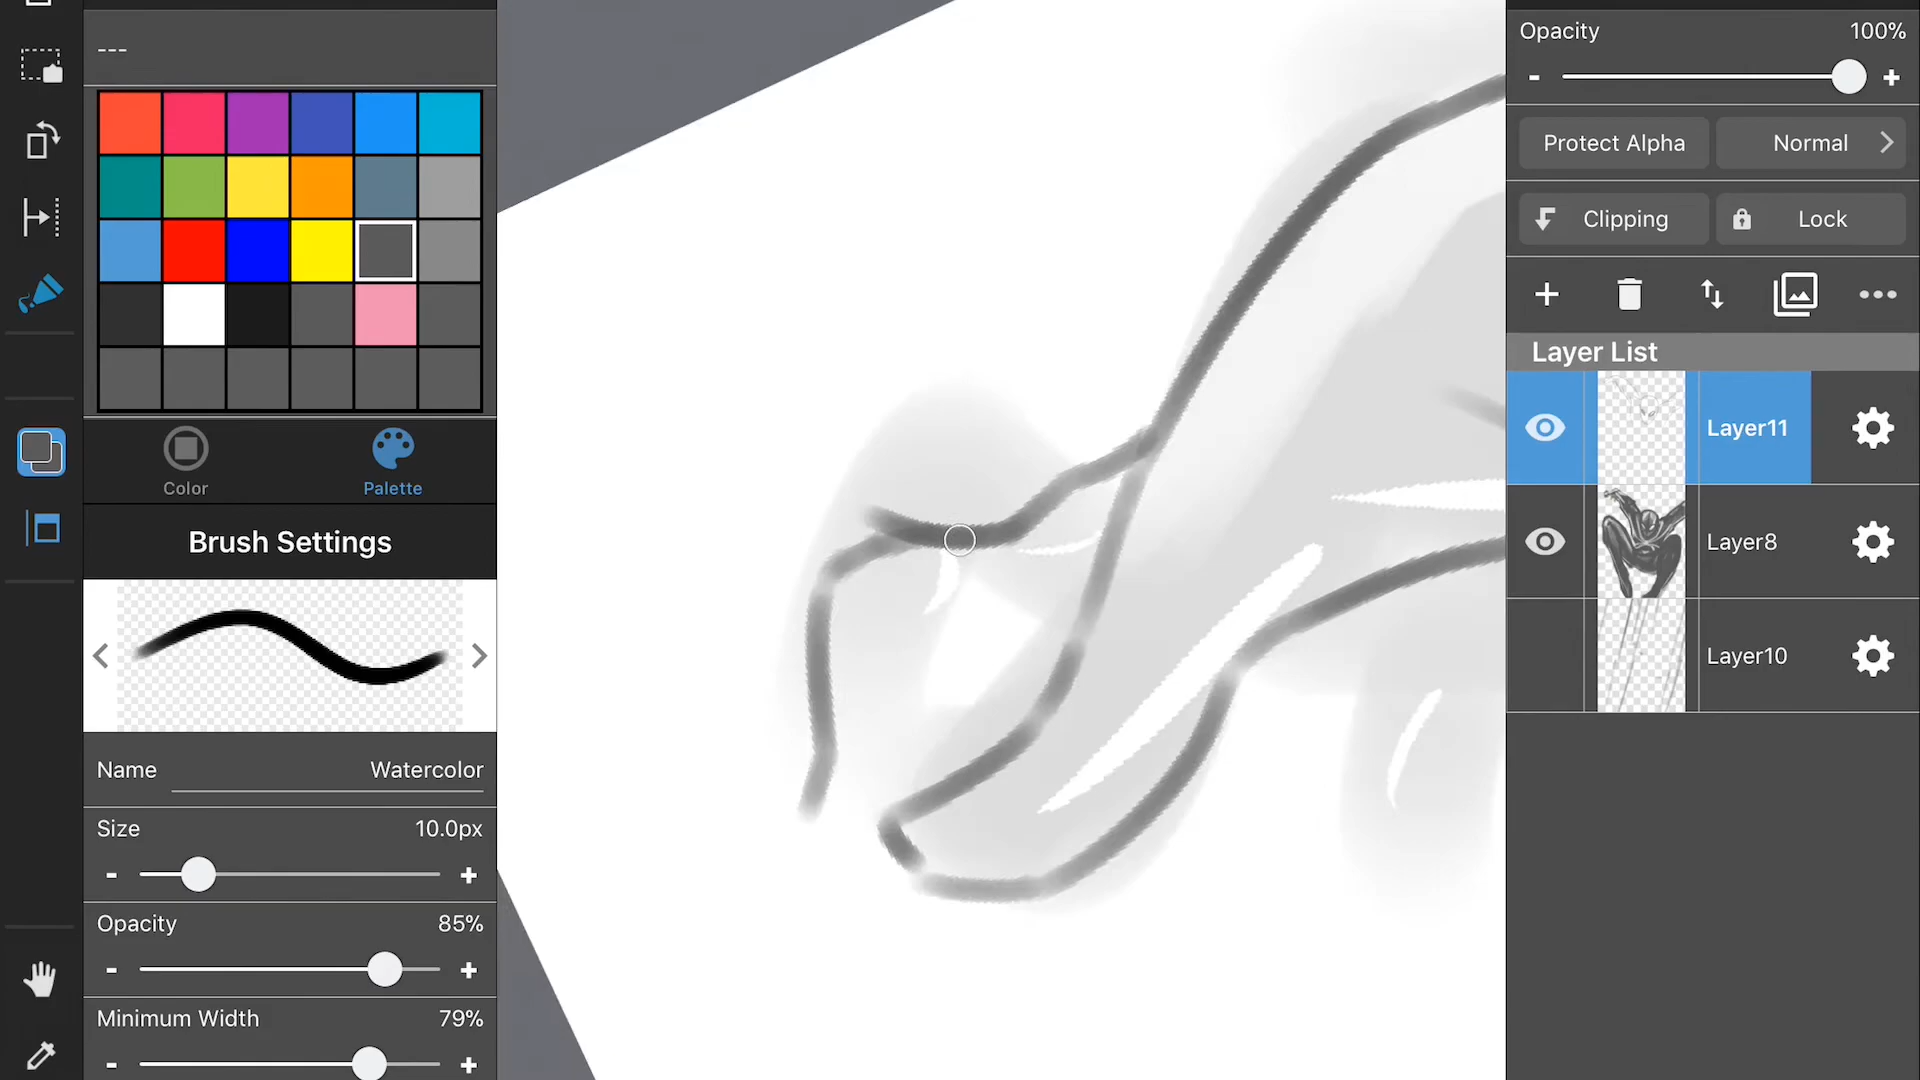 ---
Color
Palette
Brush Settings
Name Watercolor
Size 10.0px
- +
Opacity 85%
- +
Minimum Width 79%
- +
Opacity 100%
- +
Protect Alpha Normal
Clipping Lock
Layer List
Layer11
Layer8
Layer10